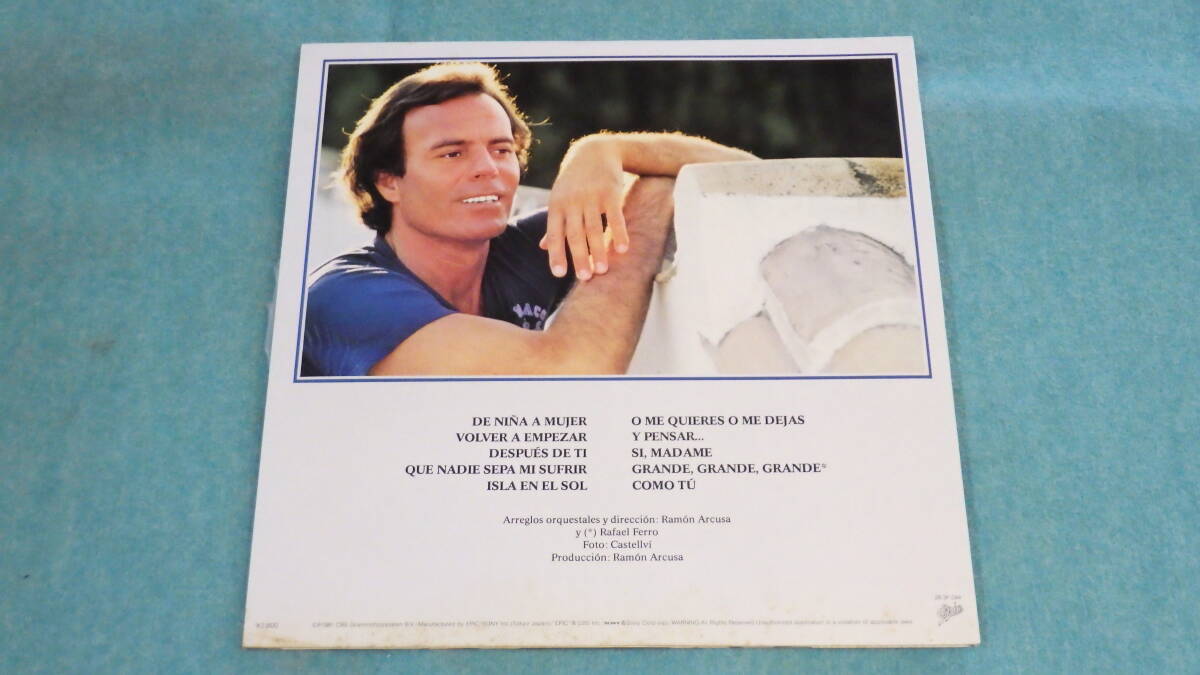 DE NIÑA A MUJER
VOLVER A EMPEZAR
DESPUÉS DE TI
QUE NADIE SEPA MI SUFRIR
ISLA EN EL SOL
O ME QUIERES O ME DEJAS
Y PENSAR...
SI, MADAME
GRANDE, GRANDE, GRANDE*
COMO TÚ
Arreglos orquestales y dirección: Ramón Arcusa
y (*) Rafael Ferro
Foto: Castellví
Producción: Ramón Arcusa
Epic